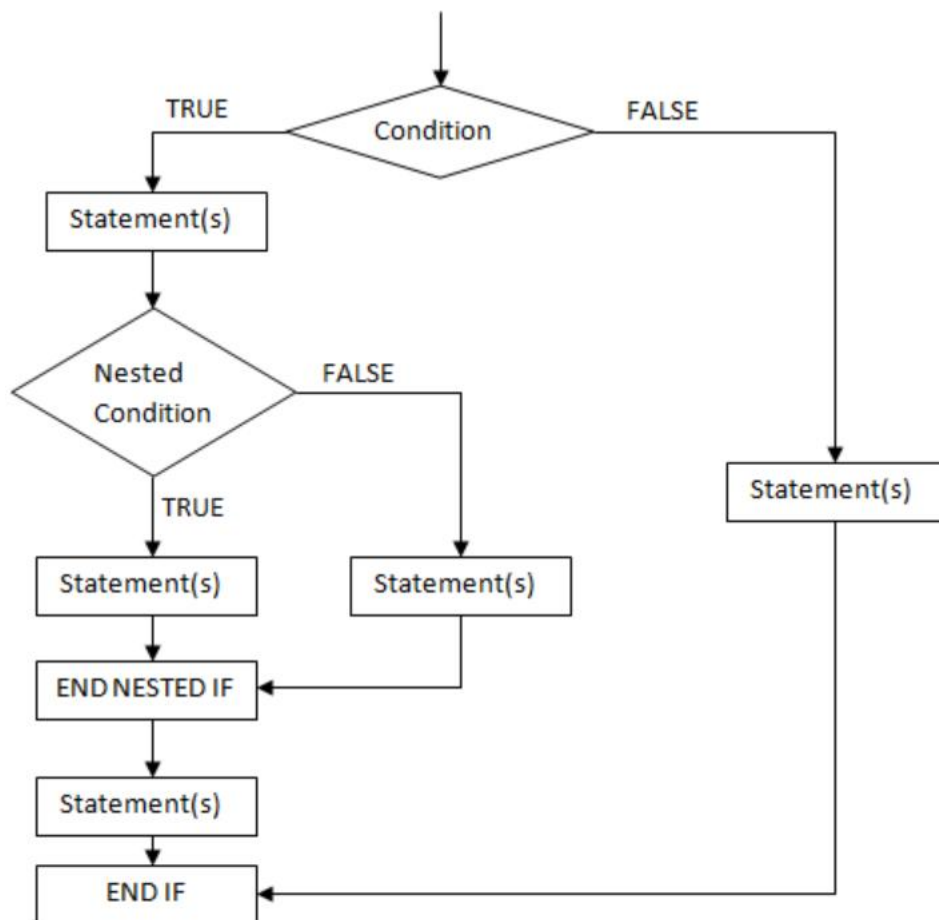 TRUE
Condition
FALSE
Statement(s)
Nested
Condition
FALSE
TRUE
Statement(s)
Statement(s)
Statement(s)
END NESTED IF
Statement(s)
END IF